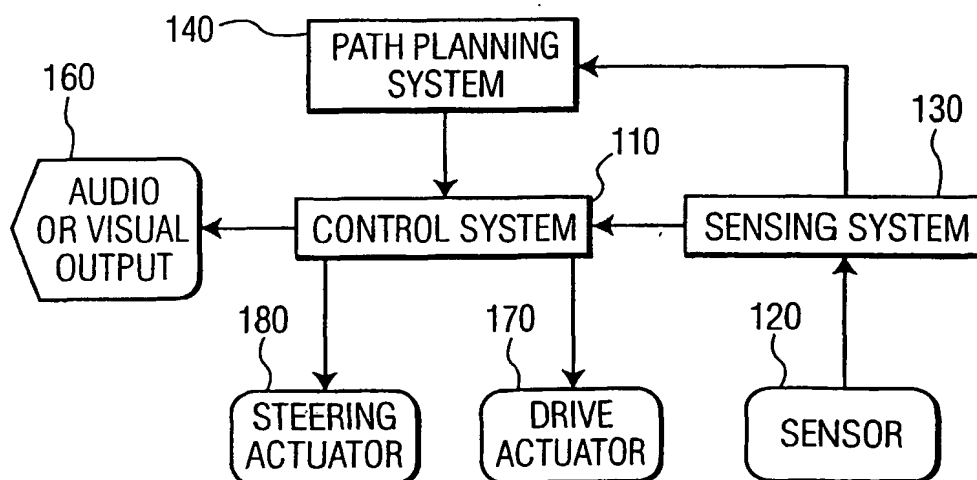 140
PATH PLANNING
SYSTEM
160
130
110
AUDIO
OR VISUAL
OUTPUT
CONTROL SYSTEM
SENSING SYSTEM
180
170
120
STEERING
ACTUATOR
DRIVE
ACTUATOR
SENSOR